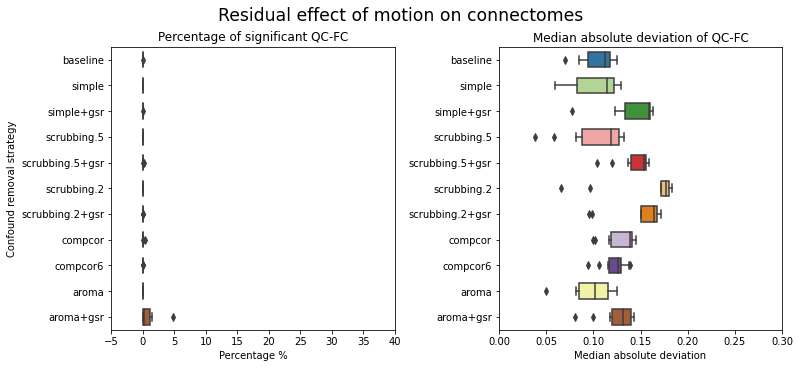 Residual effect of motion on connectomes
Percentage of significant QC-FC
Confound removal strategy
baseline
simple
simple+gsr
scrubbing.5
scrubbing.5+gsr
scrubbing.2
scrubbing.2+gsr
compcor
compcor6
aroma
aroma+gsr
-5 0 5 10 15 20 25 30 35 40
Percentage %
Median absolute deviation of QC-FC
baseline
simple
simple+gsr
scrubbing.5
scrubbing.5+gsr
scrubbing.2
scrubbing.2+gsr
compcor
compcor6
aroma
aroma+gsr
0.00 0.05 0.10 0.15 0.20 0.25 0.30
Median absolute deviation